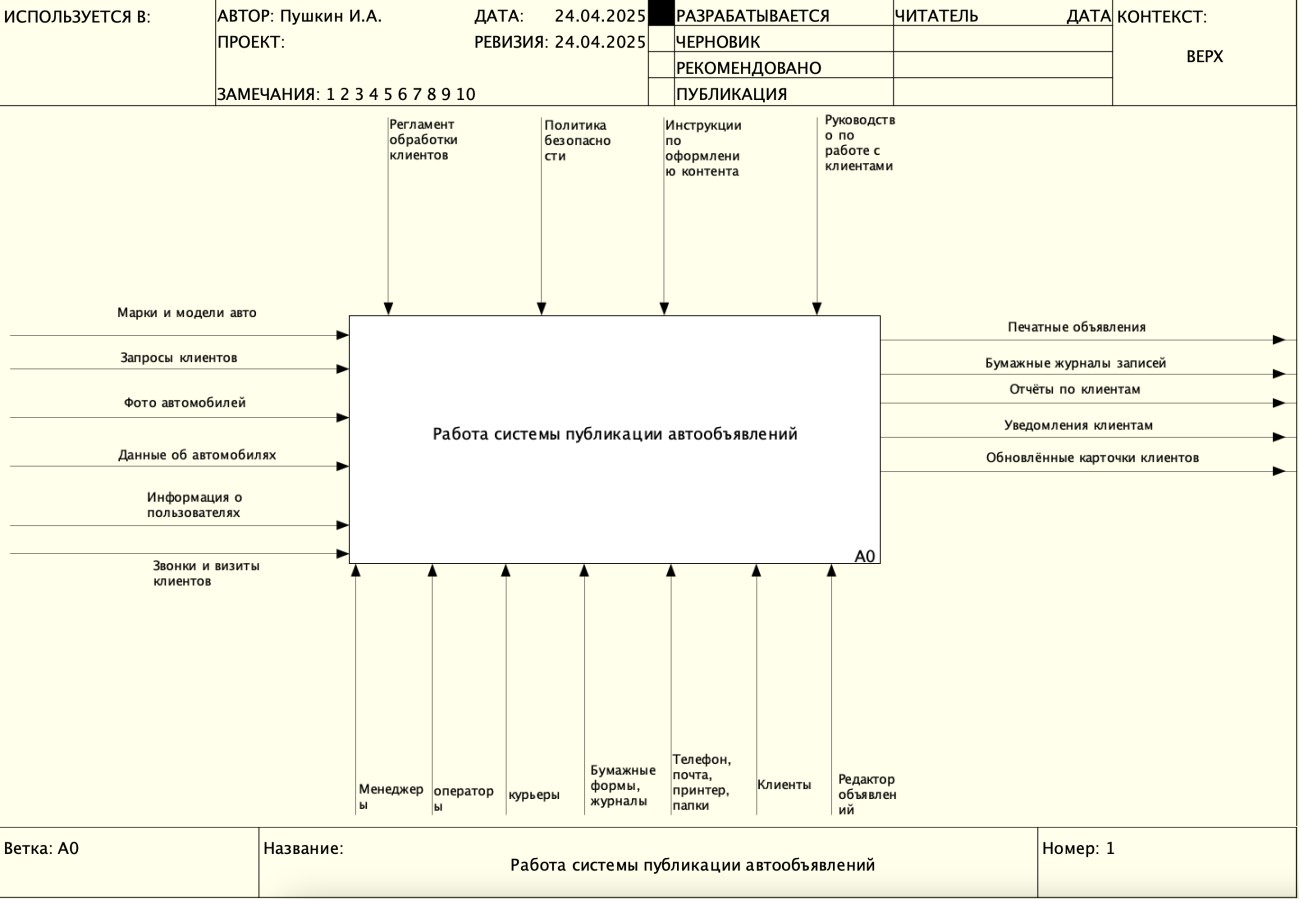 ИСПОЛЬЗУЕТСЯ В:
АВТОР: Пушкин И.А.
ДАТА: 24.04.2025
РАЗРАБАТЫВАЕТСЯ
ЧИТАТЕЛЬ
ДАТА
КОНТЕКСТ:
ПРОЕКТ:
РЕВИЗИЯ: 24.04.2025
ЧЕРНОВИК
ВЕРХ
РЕКОМЕНДОВАНО
ЗАМЕЧАНИЯ: 1 2 3 4 5 6 7 8 9 10
ПУБЛИКАЦИЯ
Регламент
обработки
клиентов
Политика
безопасно
сти
Инструкции
по
оформлени
ю контента
Руководств
о по
работе с
клиентами
Марки и модели авто
Запросы клиентов
Фото автомобилей
Данные об автомобилях
Информация о
пользователях
Звонки и визиты
клиентов
Работа системы публикации автообъявлений
A0
Печатные объявления
Бумажные журналы записей
Отчёты по клиентам
Уведомления клиентам
Обновлённые карточки клиентов
Менеджер
ы
оператор
ы
курьеры
Бумажные
формы,
журналы
Телефон,
почта,
принтер,
папки
Клиенты
Редактор
объявлен
ий
Ветка: A0
Название:
Работа системы публикации автообъявлений
Номер: 1